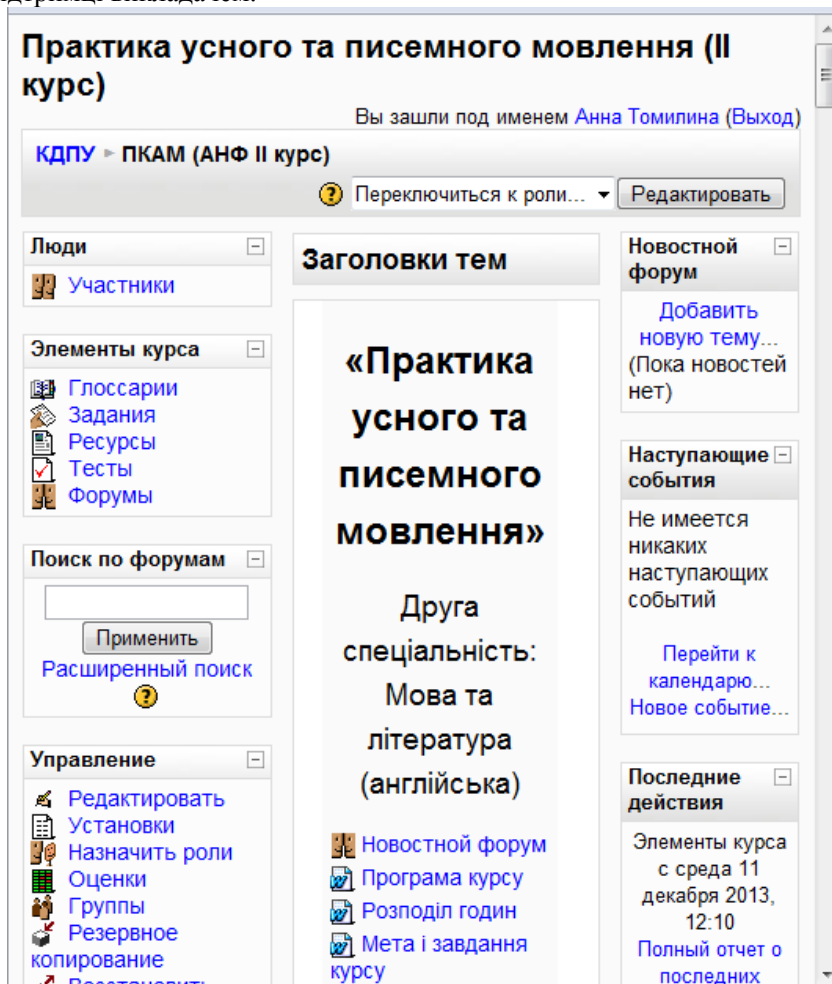 Практика усного та писемного мовлення (II
курс)
Вы зашли под именем Анна Томилина (Выход)
КДПУ ► ПКАМ (АНФ II курс)
Переключиться к роли...
Редактировать
Люди
Участники
Элементы курса
Глоссарии
Задания
Ресурсы
Тесты
Форумы
Поиск по форумам
Применить
Расширенный поиск
Управление
Редактировать
Установки
Назначить роли
Оценки
Группы
Резервное
копирование
Заголовки тем
«Практика
усного та
писемного
мовлення»
Друга
спеціальність:
Мова та
література
(англійська)
Новостной форум
Програма курсу
Розподіл годин
Мета і завдання
курсу
Новостной
форум
Добавить
новую тему...
(Пока новостей
нет)
Наступающие
события
Не имеется
никаких
наступающих
событий
Перейти к
календарю...
Новое событие...
Последние
действия
Элементы курса
с среда 11
декабря 2013,
12:10
Полный отчет о
последних